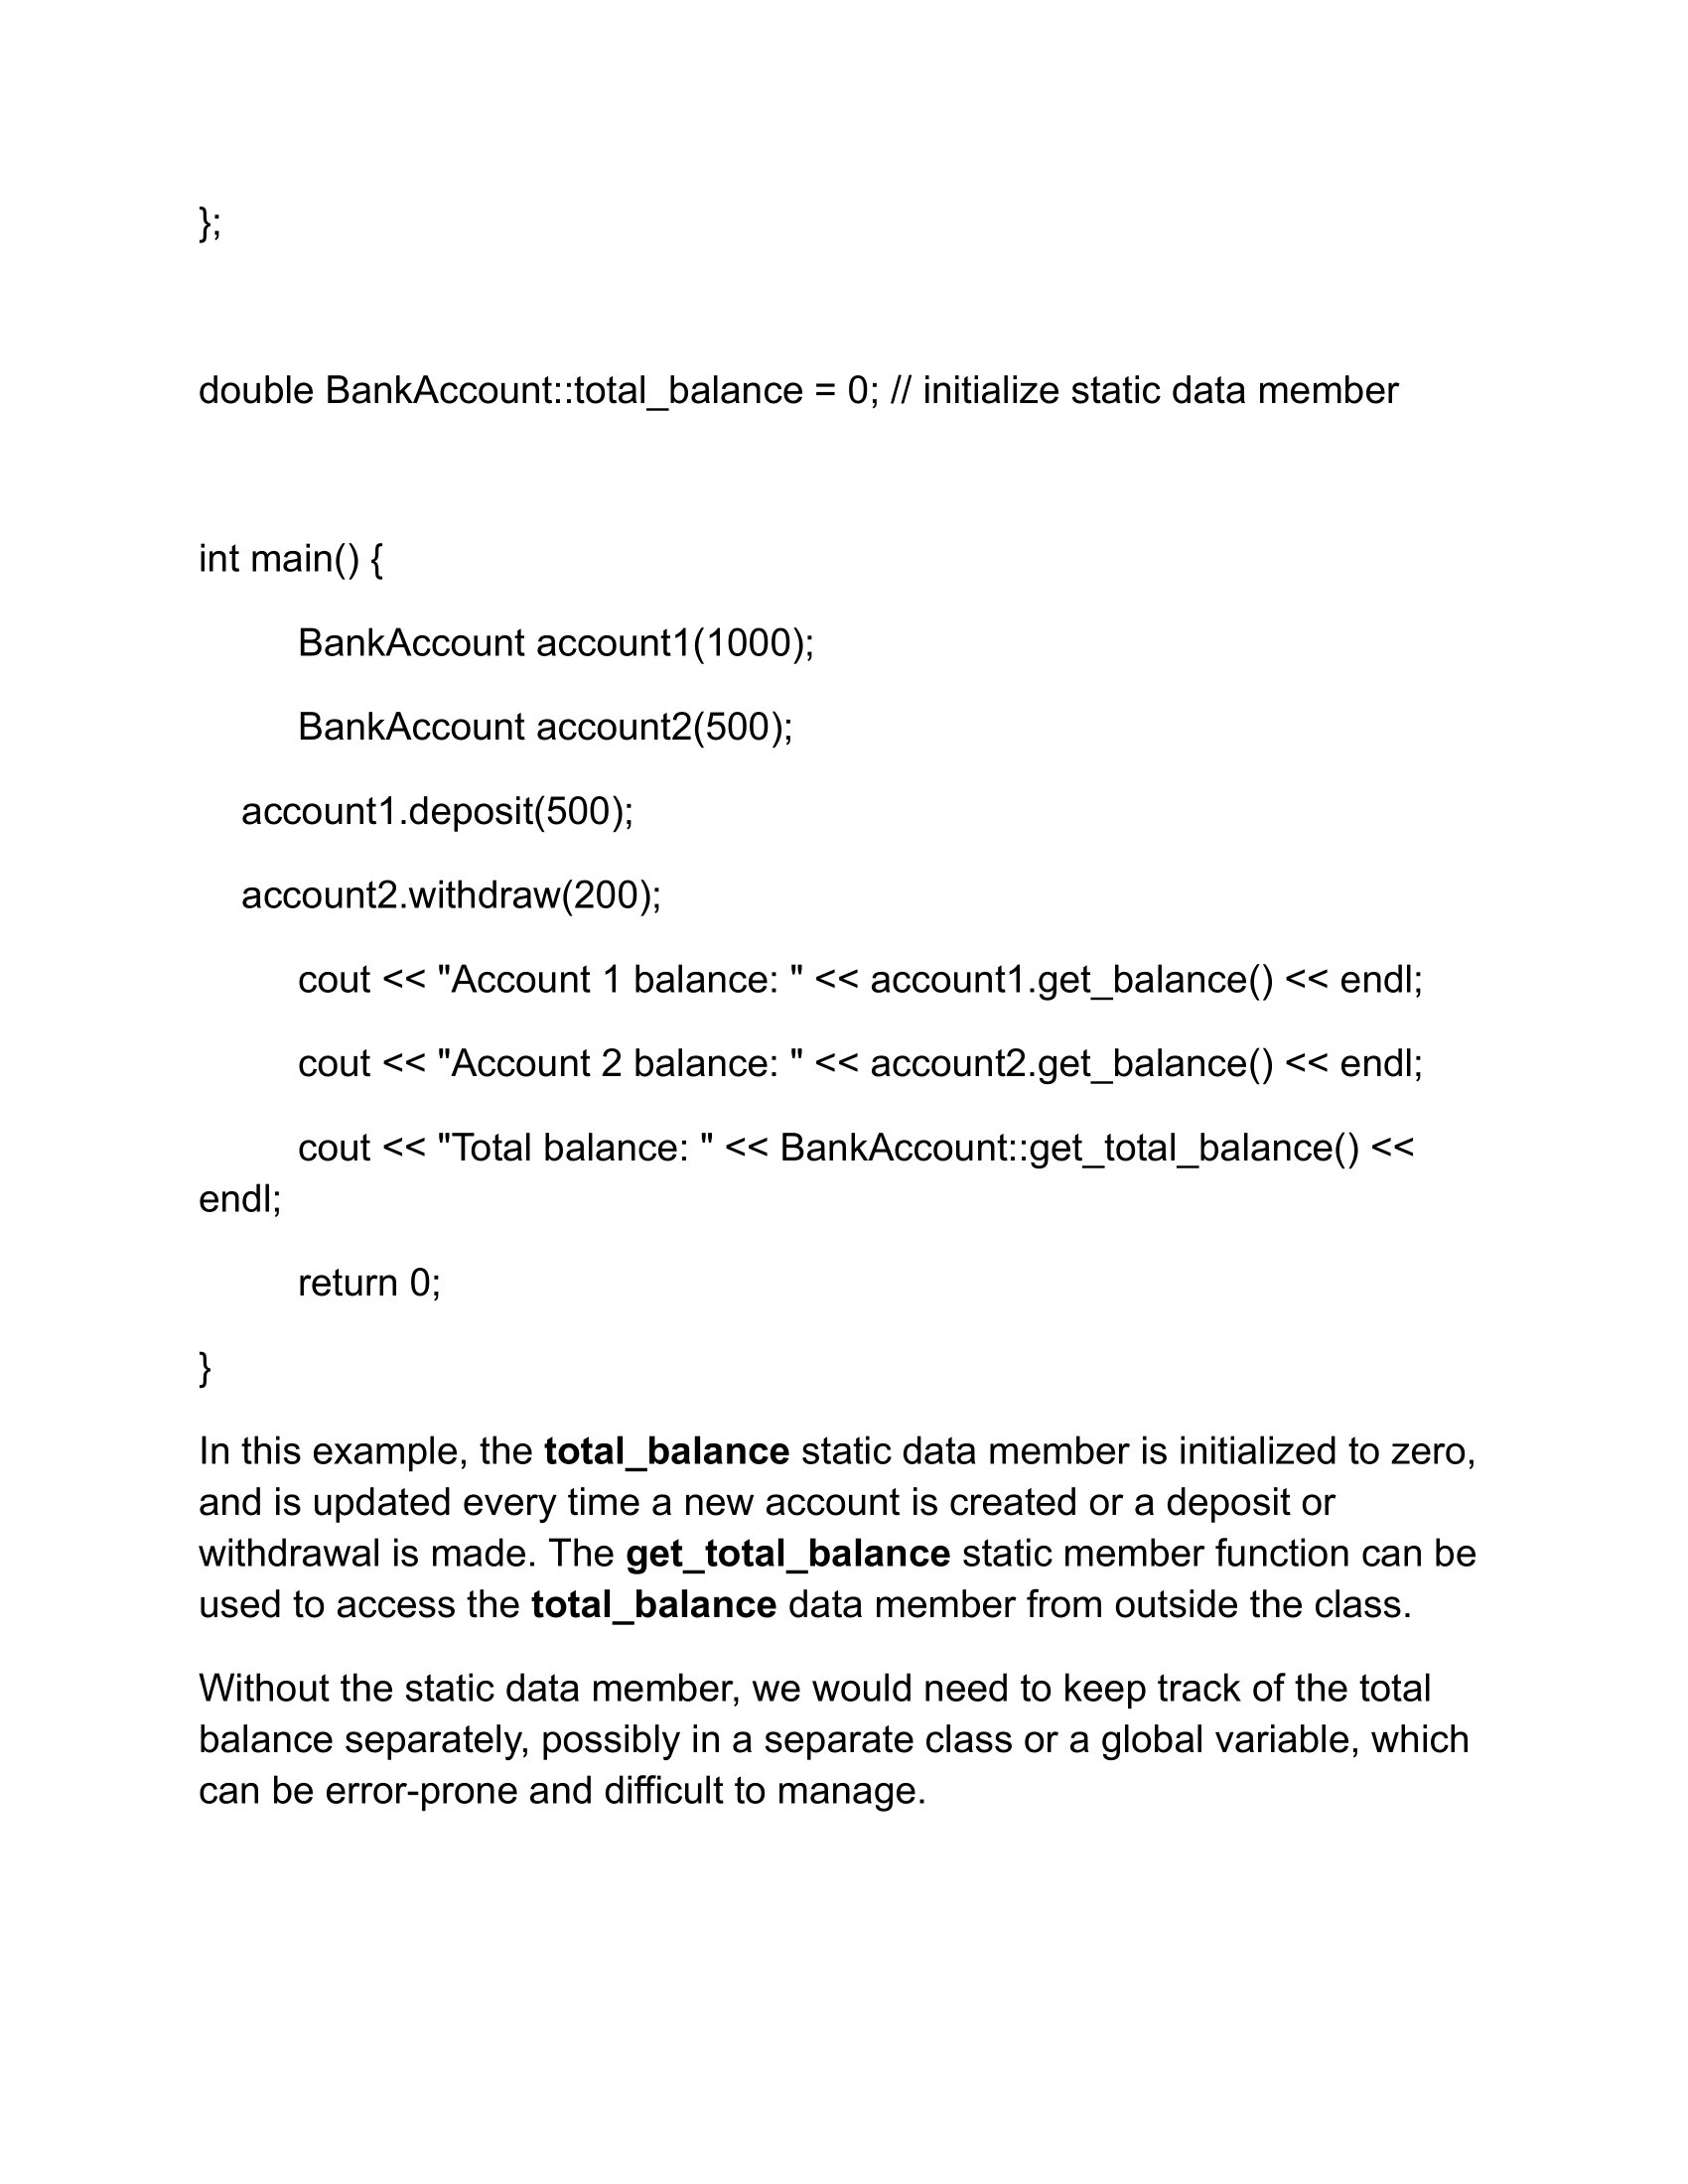 };
double BankAccount::total_balance = 0; // initialize static data member
int main() {
BankAccount account1(1000);
BankAccount account2(500);
account1.deposit(500);
account2.withdraw(200);
cout << "Account 1 balance: " << account1.get_balance() << endl;
cout << "Account 2 balance: " << account2.get_balance() << endl;
cout << "Total balance: " << BankAccount::get_total_balance() <<
endl;
return 0;
}
In this example, the total_balance static data member is initialized to zero,
and is updated every time a new account is created or a deposit or
withdrawal is made. The get_total_balance static member function can be
used to access the total_balance data member from outside the class.
Without the static data member, we would need to keep track of the total
balance separately, possibly in a separate class or a global variable, which
can be error-prone and difficult to manage.